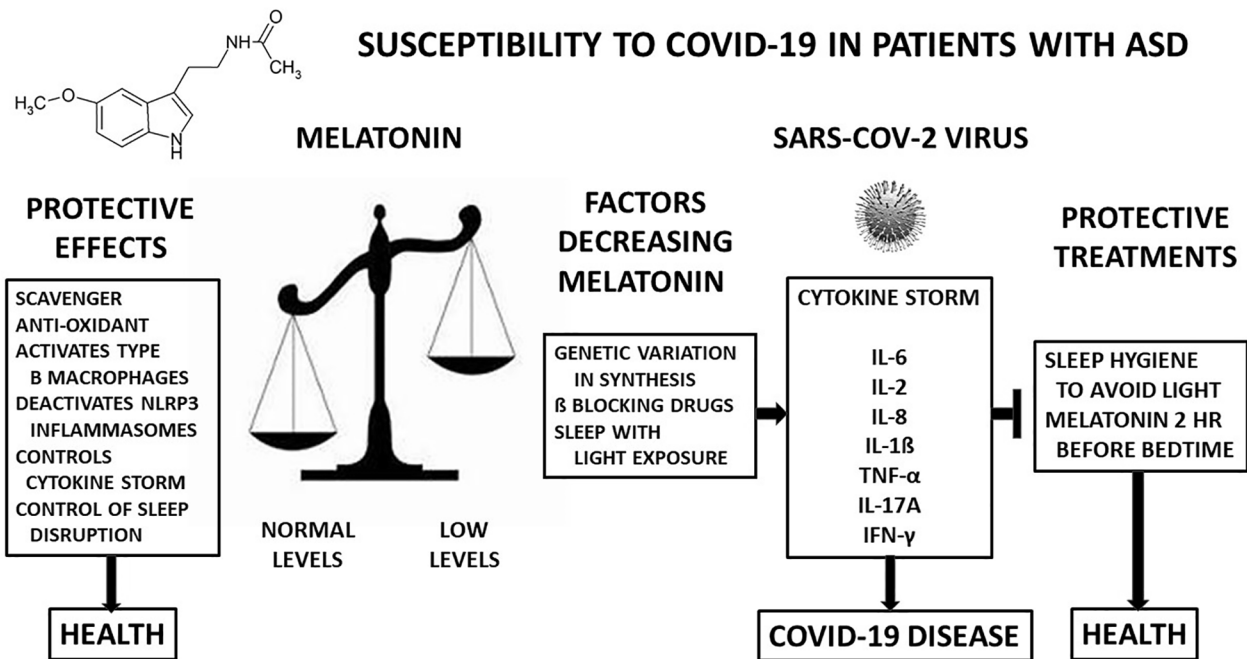 SUSCEPTIBILITY TO COVID-19 IN PATIENTS WITH ASD
O
NH
CH₃
H₃C
O
N
H
MELATONIN
SARS-COV-2 VIRUS
PROTECTIVE
EFFECTS
SCAVENGER
ANTI-OXIDANT
ACTIVATES TYPE
B MACROPHAGES
DEACTIVATES NLRP3
INFLAMMASOMES
CONTROLS
CYTOKINE STORM
CONTROL OF SLEEP
DISRUPTION
HEALTH
NORMAL
LEVELS
LOW
LEVELS
FACTORS
DECREASING
MELATONIN
GENETIC VARIATION
IN SYNTHESIS
ß BLOCKING DRUGS
SLEEP WITH
LIGHT EXPOSURE
CYTOKINE STORM
IL-6
IL-2
IL-8
IL-1ß
TNF-α
IL-17A
IFN-γ
COVID-19 DISEASE
PROTECTIVE
TREATMENTS
SLEEP HYGIENE
TO AVOID LIGHT
MELATONIN 2 HR
BEFORE BEDTIME
HEALTH